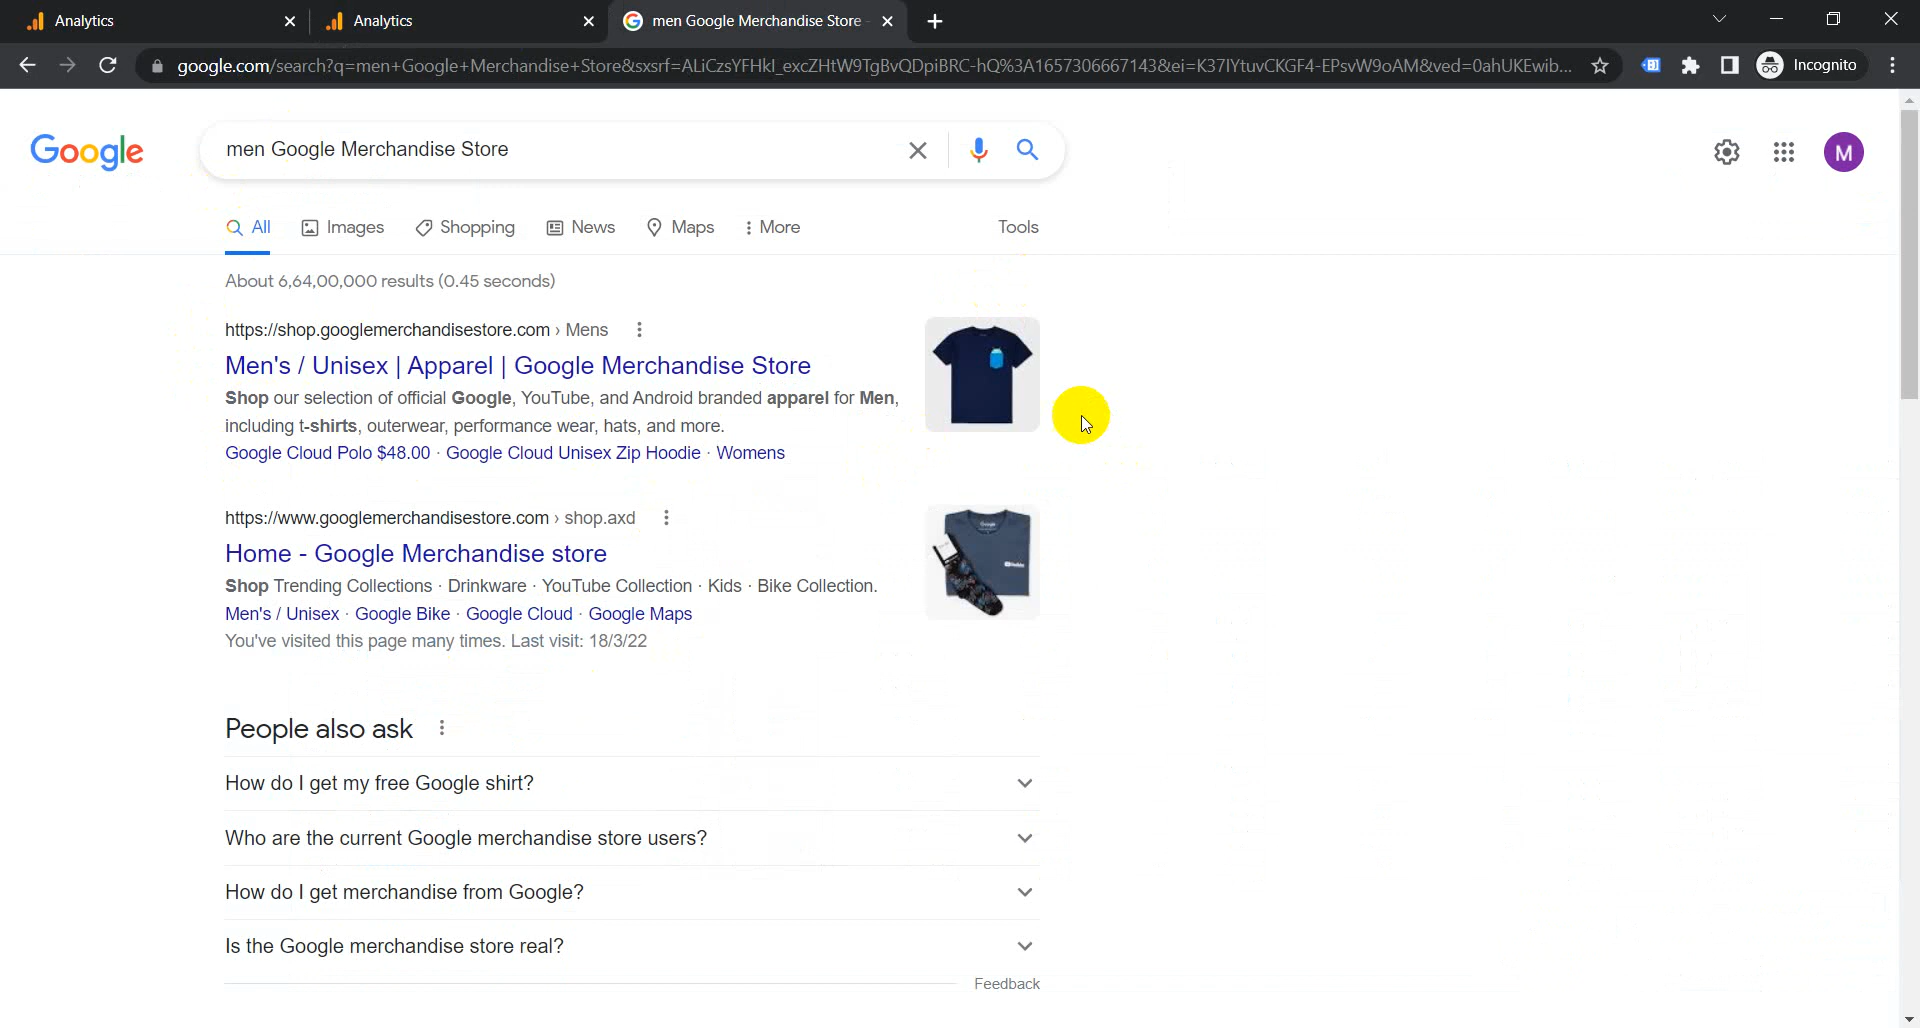 Analytics
Analytics
men Google Merchandise Store -
google.com/search?q=men+Google+Merchandise+Store&sxsrf=ALiCzsYFHkI_excZHtW9TgBvQDpiBRC-hQ%3A1657306667143&ei=K37IYtuvCKGF4-EPsvW9oAM&ved=0ahUKEwib...
Incognito
Google
men Google Merchandise Store
M
All
Images
Shopping
News
Maps
More
Tools
About 6,64,00,000 results (0.45 seconds)
https://shop.googlemerchandisestore.com › Mens
Men's / Unisex | Apparel | Google Merchandise Store
Shop our selection of official Google, YouTube, and Android branded apparel for Men,
including t-shirts, outerwear, performance wear, hats, and more.
Google Cloud Polo $48.00 · Google Cloud Unisex Zip Hoodie · Womens
https://www.googlemerchandisestore.com › shop.axd
Home - Google Merchandise store
Shop Trending Collections · Drinkware · YouTube Collection · Kids · Bike Collection.
Men's / Unisex · Google Bike · Google Cloud · Google Maps
You've visited this page many times. Last visit: 18/3/22
People also ask
How do I get my free Google shirt?
Who are the current Google merchandise store users?
How do I get merchandise from Google?
Is the Google merchandise store real?
Feedback